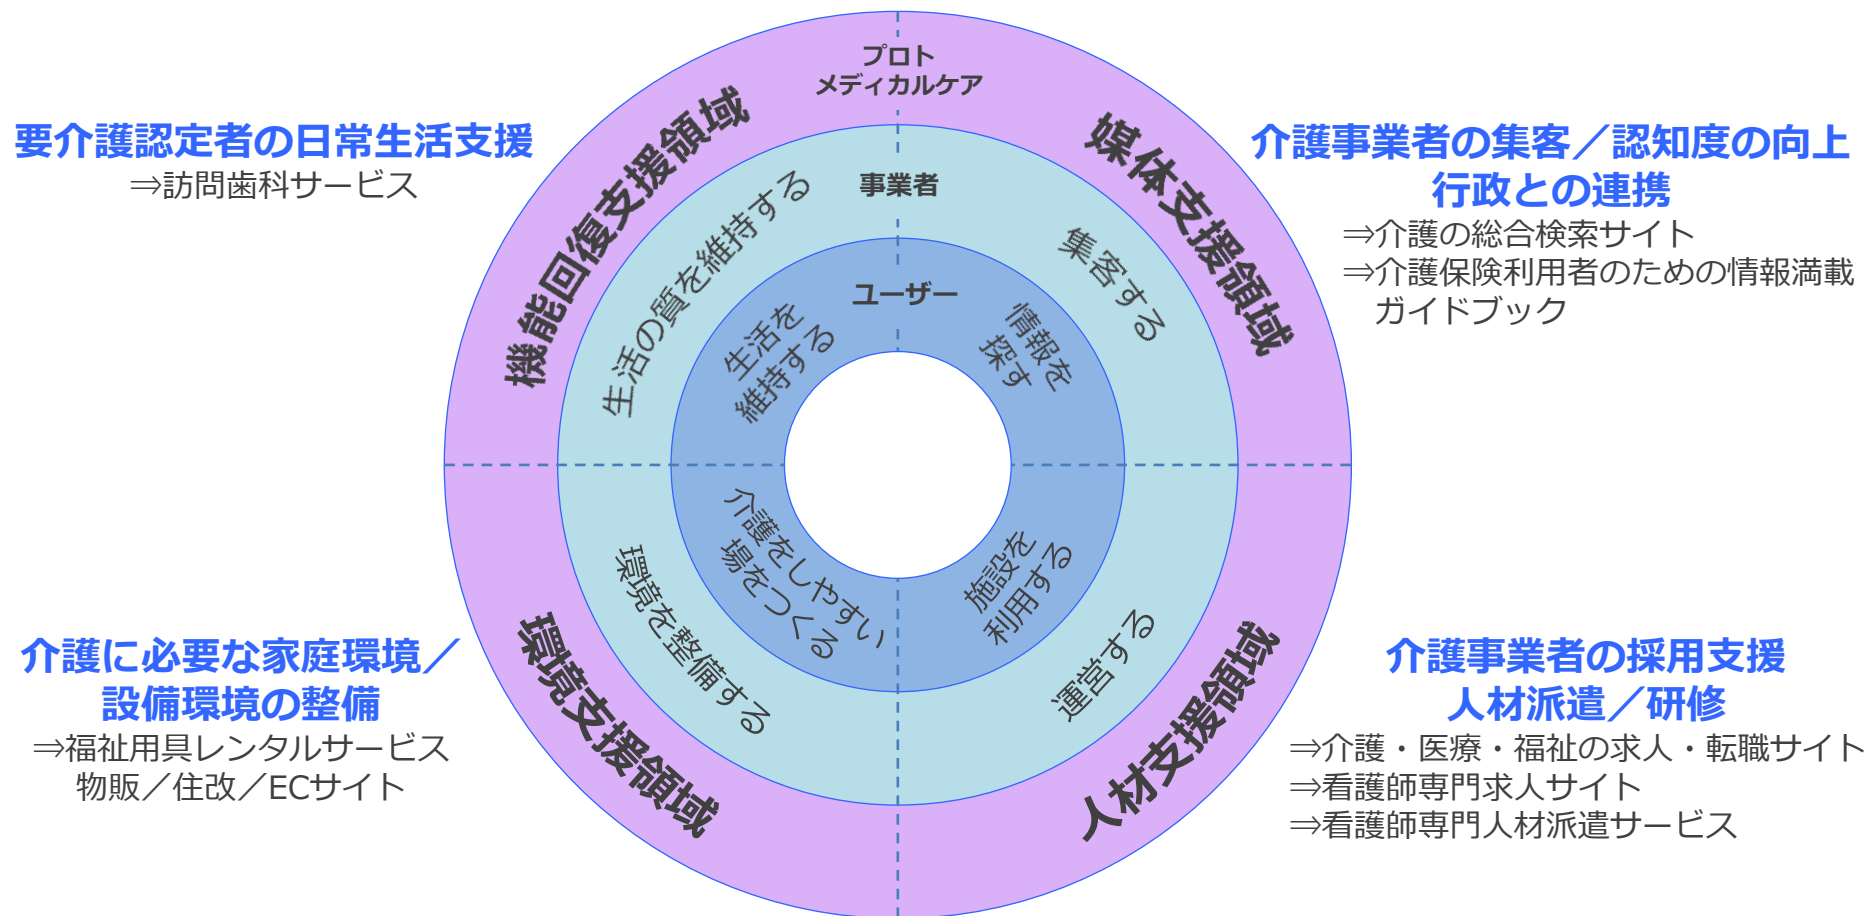 プロト
メディカルケア
事業者
ユーザー
機能回復支援領域
生活の質を維持する
生活を
維持する
媒体支援領域
集客する
情報を
探す
環境支援領域
環境を整備する
介護をしやすい
場をつくる
人材支援領域
運営する
施設を
利用する
要介護認定者の日常生活支援
⇒訪問歯科サービス
介護事業者の集客／認知度の向上
行政との連携
⇒介護の総合検索サイト
⇒介護保険利用者のための情報満載
ガイドブック
介護に必要な家庭環境／
設備環境の整備
⇒福祉用具レンタルサービス
物販／住改／ECサイト
介護事業者の採用支援
人材派遣／研修
⇒介護・医療・福祉の求人・転職サイト
⇒看護師専門求人サイト
⇒看護師専門人材派遣サービス